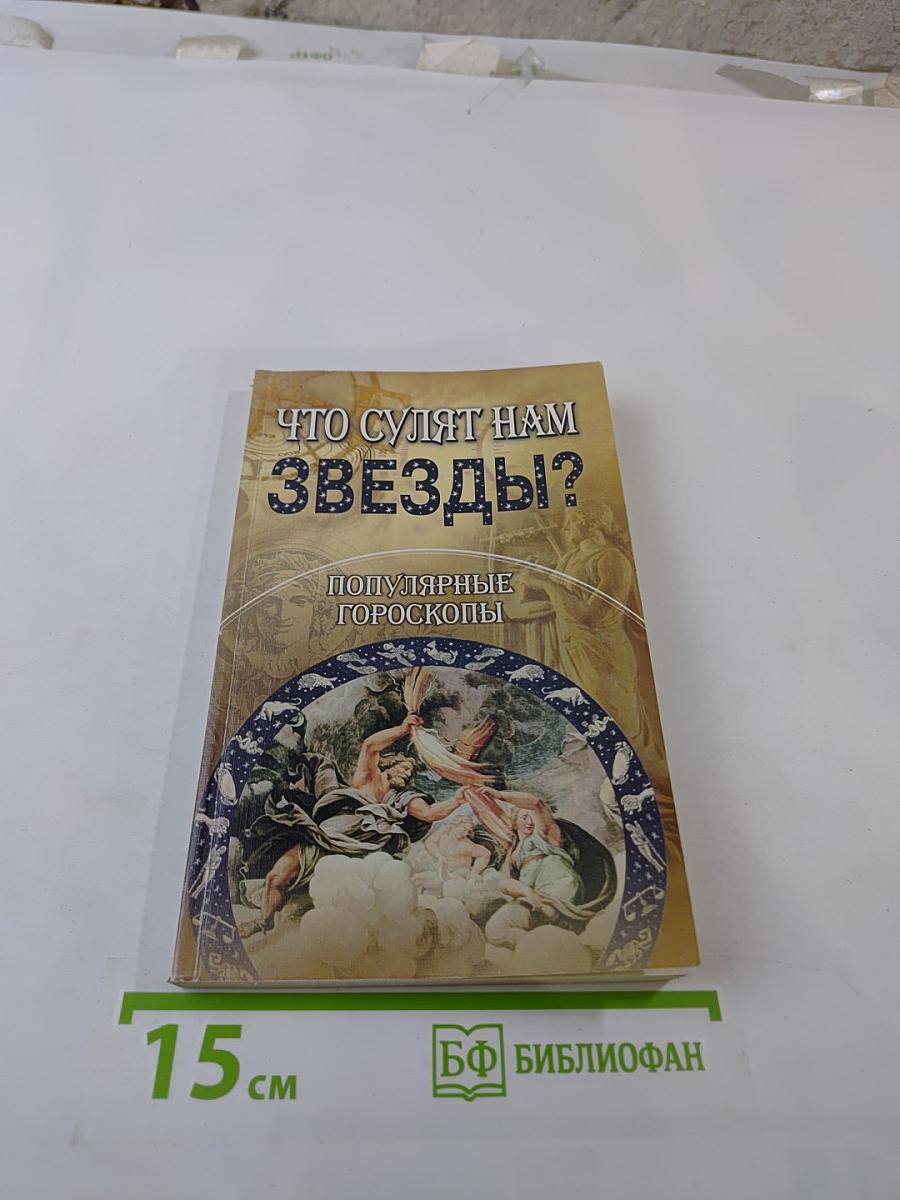 ЧТО СУЛЯТ НАМ
ЗВЕЗДЫ?
ПОПУЛЯРНЫЕ
ГОРОСКОПЫ
15 см
БФ БИБЛИОФАН